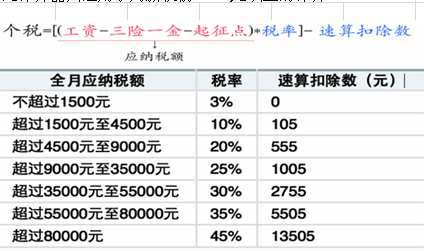 个税=[(工资-三险一金-起征点)*税率]-速算扣除数
应纳税额
全月应纳税额 税率 速算扣除数（元）
不超过1500元 3% 0
超过1500元至4500元 10% 105
超过4500元至9000元 20% 555
超过9000元至35000元 25% 1005
超过35000元至55000元 30% 2755
超过55000元至80000元 35% 5505
超过80000元 45% 13505